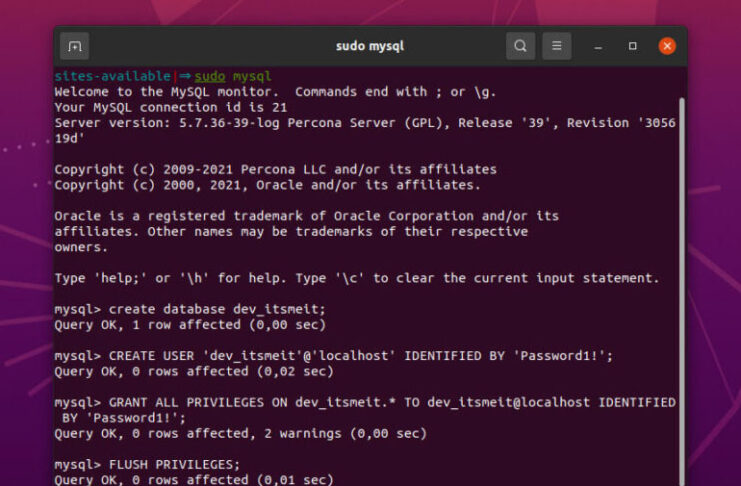 sudo mysql
sites-available|⇒ sudo mysql
Welcome to the MySQL monitor.  Commands end with ; or \g.
Your MySQL connection id is 21
Server version: 5.7.36-39-log Percona Server (GPL), Release '39', Revision '3056
19d'
Copyright (c) 2009-2021 Percona LLC and/or its affiliates
Copyright (c) 2000, 2021, Oracle and/or its affiliates.
Oracle is a registered trademark of Oracle Corporation and/or its
affiliates. Other names may be trademarks of their respective
owners.
Type 'help;' or '\h' for help. Type '\c' to clear the current input statement.
mysql> create database dev_itsmeit;
Query OK, 1 row affected (0,00 sec)
mysql> CREATE USER 'dev_itsmeit'@'localhost' IDENTIFIED BY 'Password1!';
Query OK, 0 rows affected (0,02 sec)
mysql> GRANT ALL PRIVILEGES ON dev_itsmeit.* TO dev_itsmeit@localhost IDENTIFIED
 BY 'Password1!';
Query OK, 0 rows affected, 2 warnings (0,00 sec)
mysql> FLUSH PRIVILEGES;
Query OK, 0 rows affected (0,01 sec)